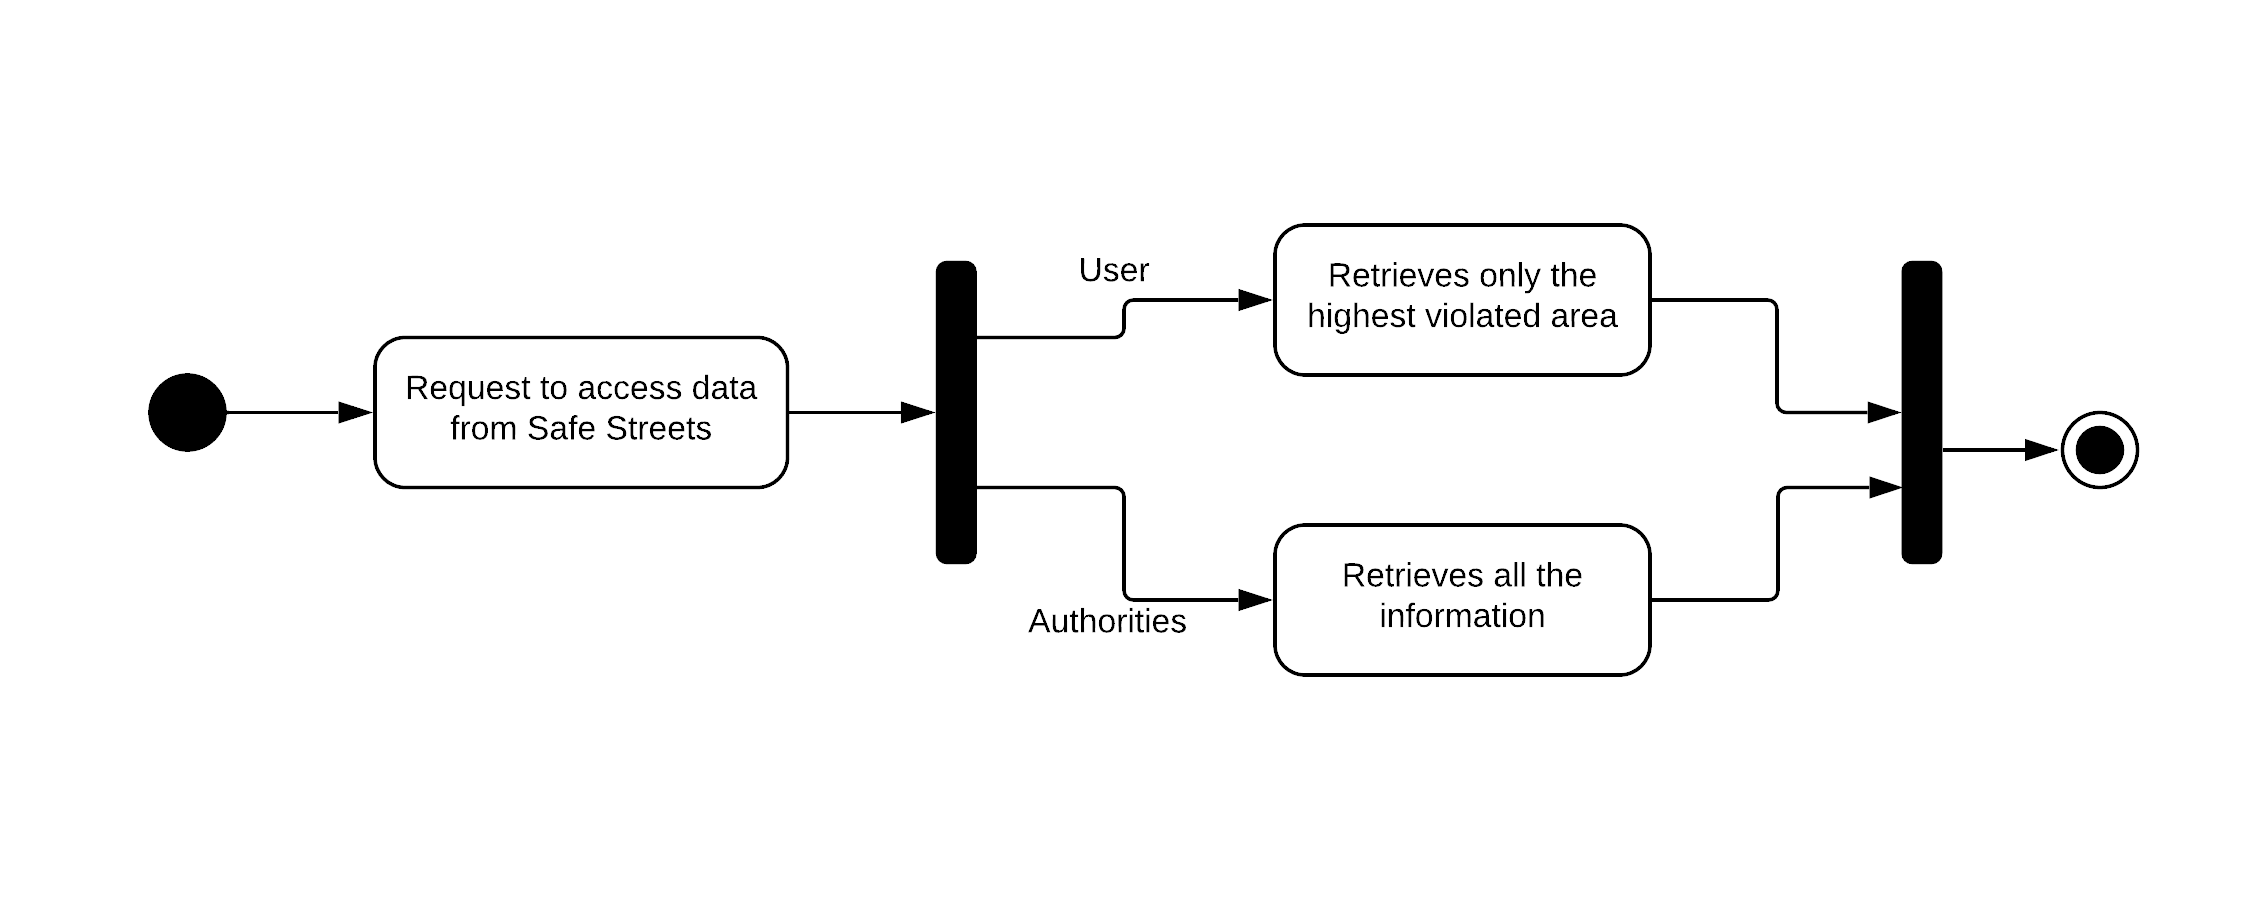 Request to access data
from Safe Streets
User
Retrieves only the
highest violated area
Authorities
Retrieves all the
information